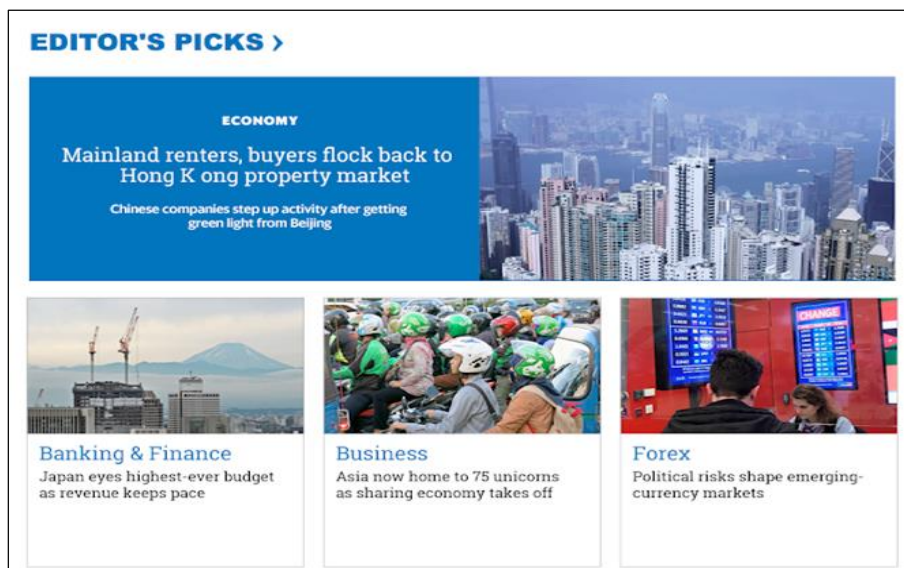 EDITOR'S PICKS ›
ECONOMY
Mainland renters, buyers flock back to
Hong K ong property market
Chinese companies step up activity after getting
green light from Beijing
CHANGE
Banking & Finance
Japan eyes highest-ever budget
as revenue keeps pace
Business
Asia now home to 75 unicorns
as sharing economy takes off
Forex
Political risks shape emerging-
currency markets